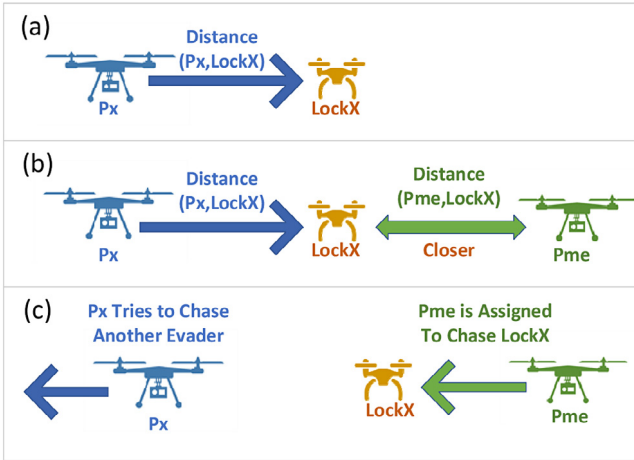 (a)
Distance
(Px,LockX)
Px
LockX
(b)
Distance
(Px,LockX)
Distance
(Pme,LockX)
Px
LockX
Closer
Pme
(c)
Px Tries to Chase
Another Evader
Pme is Assigned
To Chase LockX
Px
LockX
Pme